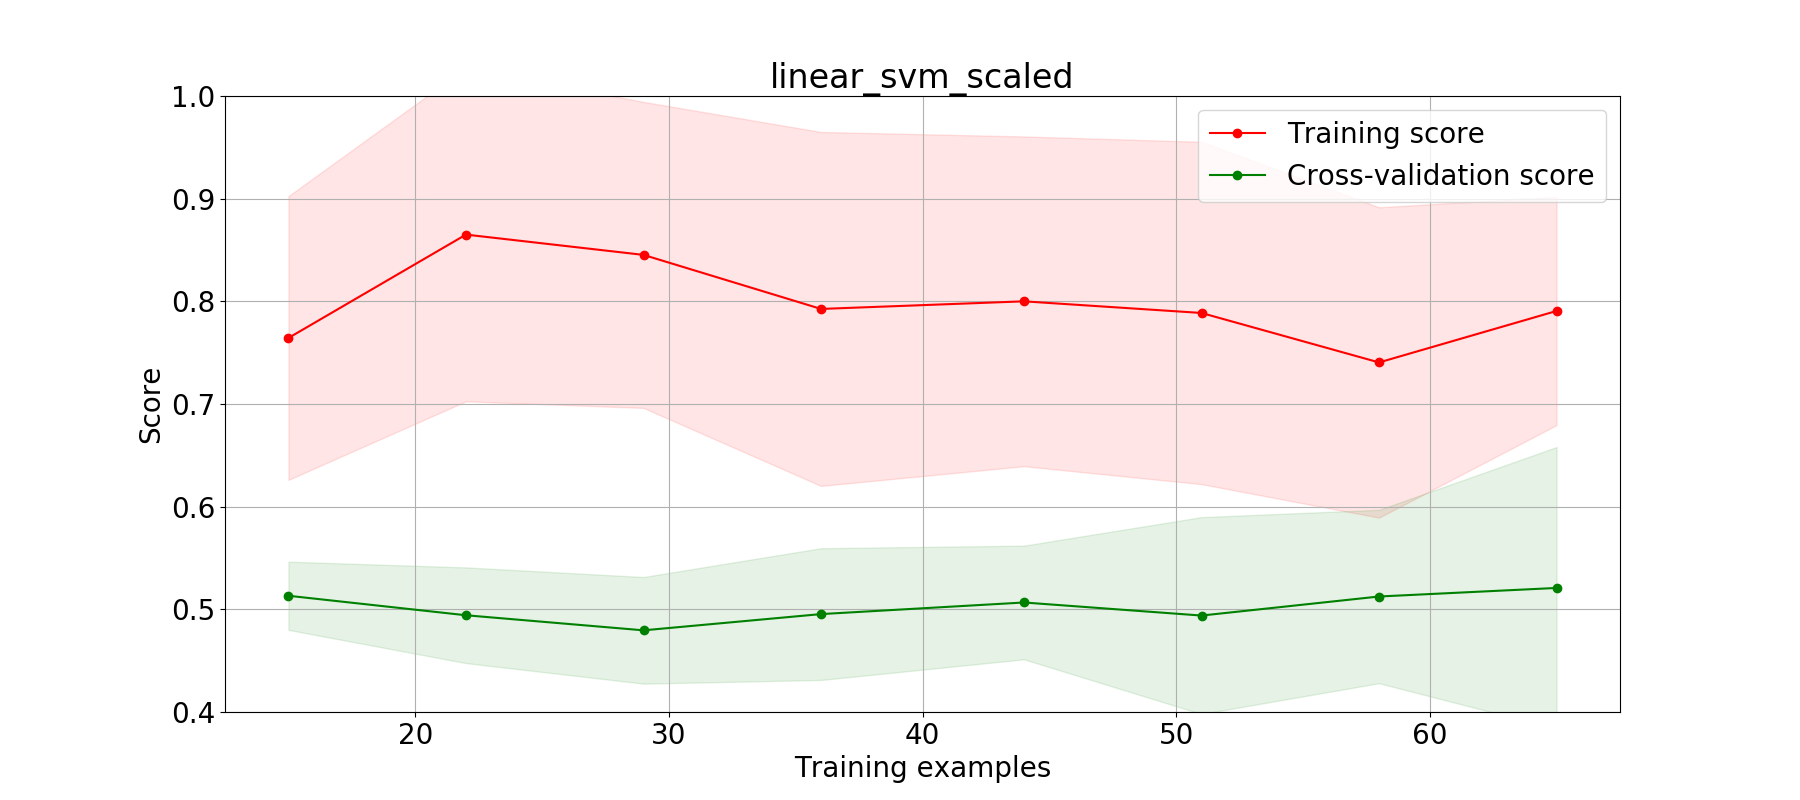 linear_svm_scaled
1.0
0.9
0.8
0.7
0.6
0.5
0.4
Score
Training score
Cross-validation score
20 30 40 50 60
Training examples